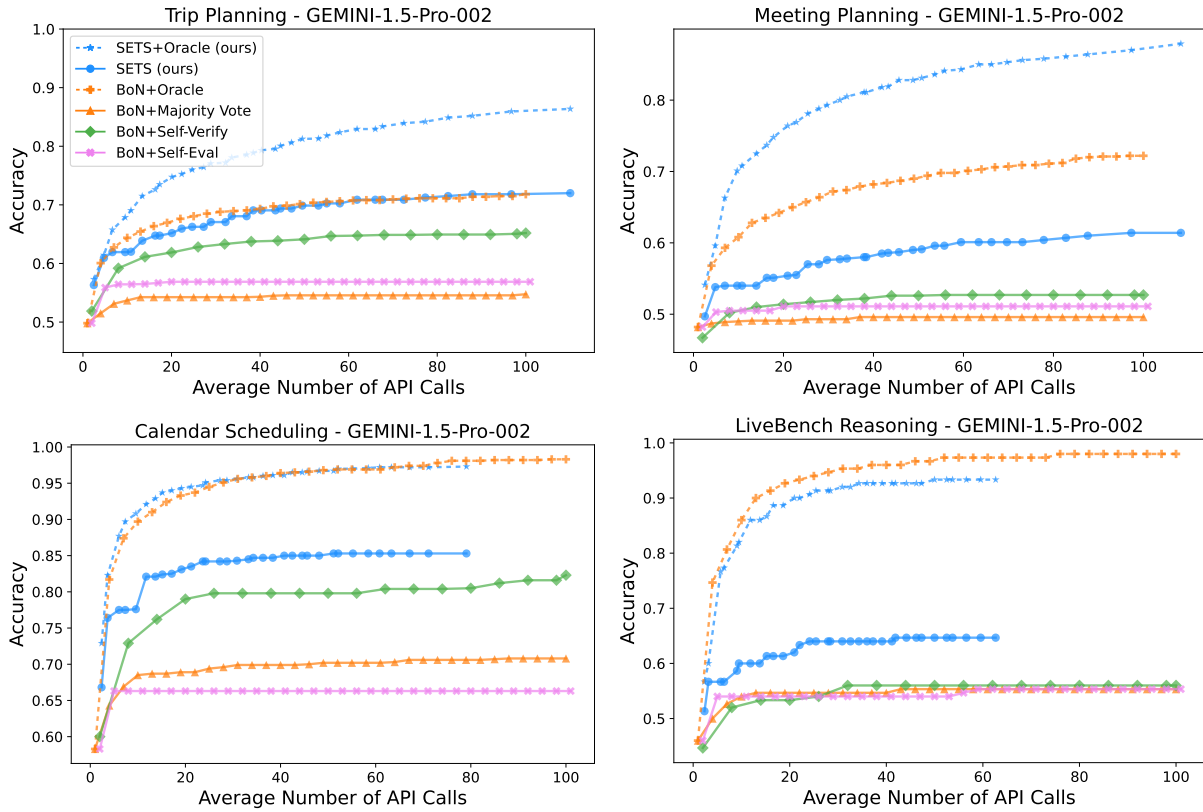 Trip Planning - GEMINI-1.5-Pro-002
1.0
0.9
0.8
0.7
0.6
0.5
Accuracy
SETS+Oracle (ours)
SETS (ours)
BoN+Oracle
BoN+Majority Vote
BoN+Self-Verify
BoN+Self-Eval
0 20 40 60 80 100
Average Number of API Calls
Meeting Planning - GEMINI-1.5-Pro-002
0.8
0.7
0.6
0.5
Accuracy
0 20 40 60 80 100
Average Number of API Calls
Calendar Scheduling - GEMINI-1.5-Pro-002
1.00
0.95
0.90
0.85
0.80
0.75
0.70
0.65
0.60
Accuracy
0 20 40 60 80 100
Average Number of API Calls
LiveBench Reasoning - GEMINI-1.5-Pro-002
1.0
0.9
0.8
0.7
0.6
0.5
Accuracy
0 20 40 60 80 100
Average Number of API Calls